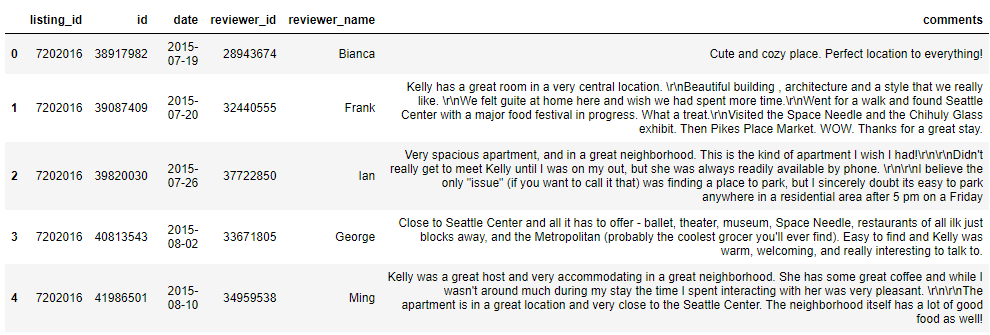 listing_id id date reviewer_id reviewer_name comments
0 7202016 38917982 2015-
07-19 28943674 Bianca Cute and cozy place. Perfect location to everything!
1 7202016 39087409 2015-
07-20 32440555 Frank Kelly has a great room in a very central location. \r\nBeautiful building , architecture and a style that we really
like. \r\nWe felt guite at home here and wish we had spent more time.\r\nWent for a walk and found Seattle
Center with a major food festival in progress. What a treat.\r\nVisited the Space Needle and the Chihuly Glass
exhibit. Then Pikes Place Market. WOW. Thanks for a great stay.
2 7202016 39820030 2015-
07-26 37722850 Ian Very spacious apartment, and in a great neighborhood. This is the kind of apartment I wish I had!\r\n\r\nDidn't
really get to meet Kelly until I was on my out, but she was always readily available by phone. \r\n\r\nI believe the
only "issue" (if you want to call it that) was finding a place to park, but I sincerely doubt its easy to park
anywhere in a residential area after 5 pm on a Friday
3 7202016 40813543 2015-
08-02 33671805 George Close to Seattle Center and all it has to offer - ballet, theater, museum, Space Needle, restaurants of all ilk just
blocks away, and the Metropolitan (probably the coolest grocer you'll ever find). Easy to find and Kelly was
warm, welcoming, and really interesting to talk to.
4 7202016 41986501 2015-
08-10 34959538 Ming Kelly was a great host and very accommodating in a great neighborhood. She has some great coffee and while I
wasn't around much during my stay the time I spent interacting with her was very pleasant. \r\n\r\nThe
apartment is in a great location and very close to the Seattle Center. The neighborhood itself has a lot of good
food as well!